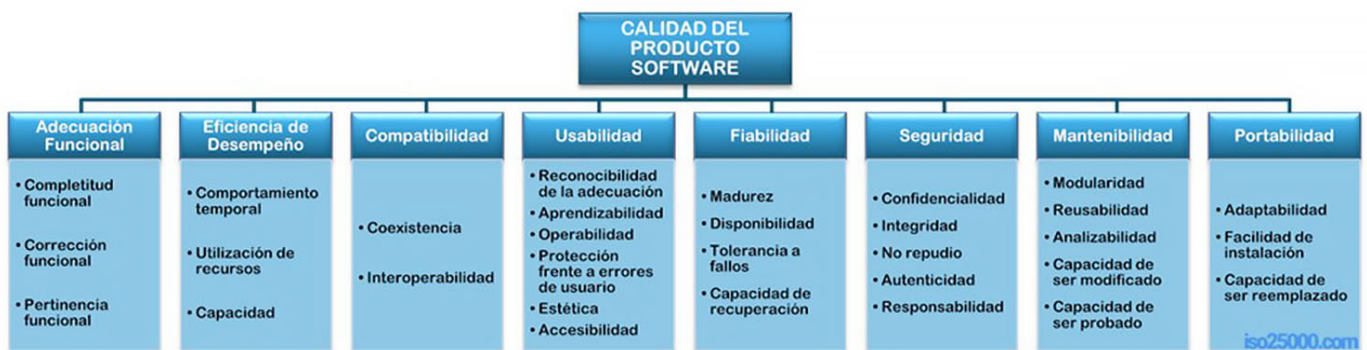 CALIDAD DEL
PRODUCTO
SOFTWARE
Adecuación
Funcional
• Completitud
funcional
• Corrección
funcional
• Pertinencia
funcional
Eficiencia de
Desempeño
• Comportamiento
temporal
• Utilización de
recursos
• Capacidad
Compatibilidad
• Coexistencia
• Interoperabilidad
Usabilidad
• Reconocibilidad
de la adecuación
• Aprendizabilidad
• Operabilidad
• Protección
frente a errores
de usuario
• Estética
• Accesibilidad
Fiabilidad
• Madurez
• Disponibilidad
• Tolerancia a
fallos
• Capacidad de
recuperación
Seguridad
• Confidencialidad
• Integridad
• No repudio
• Autenticidad
• Responsabilidad
Mantenibilidad
• Modularidad
• Reusabilidad
• Analizabilidad
• Capacidad de
ser modificado
• Capacidad de
ser probado
Portabilidad
• Adaptabilidad
• Facilidad de
instalación
• Capacidad de
ser reemplazado
iso25000.com